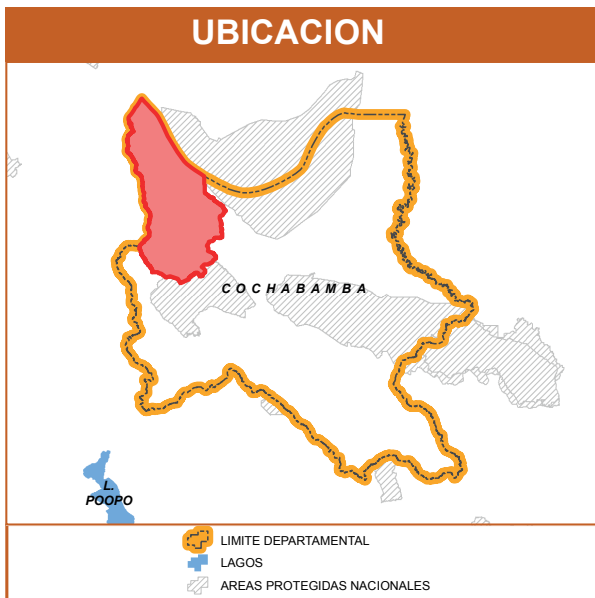 UBICACION
COCHABAMBA
L.
POOPO
LIMITE DEPARTAMENTAL
LAGOS
AREAS PROTEGIDAS NACIONALES